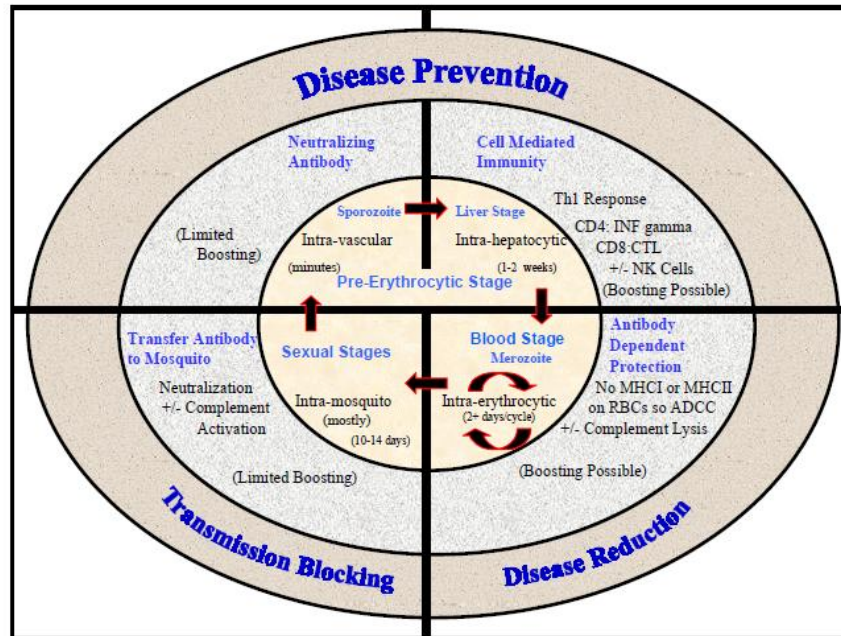 Disease Prevention
Neutralizing
Antibody
(Limited
Boosting)
Sporozoite
Intra-vascular
(minutes)
Cell Mediated
Immunity
Th1 Response
CD4: INF gamma
CD8:CTL
+/- NK Cells
(Boosting Possible)
Liver Stage
Intra-hepatocytic
(1-2 weeks)
Pre-Erythrocytic Stage
Transfer Antibody
to Mosquito
Neutralization
+/- Complement
Activation
(Limited Boosting)
Sexual Stages
Intra-mosquito
(mostly)
(10-14 days)
Blood Stage
Merozoite
Intra-erythrocytic
(2+ days/cycle)
Antibody
Dependent
Protection
No MHCI or MHCII
on RBCs so ADCC
+/- Complement Lysis
(Boosting Possible)
Transmission Blocking
Disease Reduction